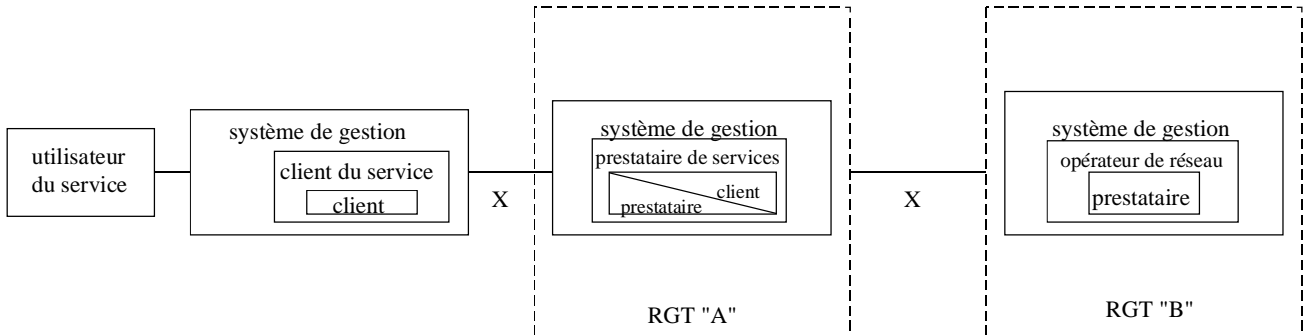 utilisateur
du service
système de gestion
client du service
client
X
système de gestion
prestataire de services
client
prestataire
RGT "A"
X
système de gestion
opérateur de réseau
prestataire
RGT "B"